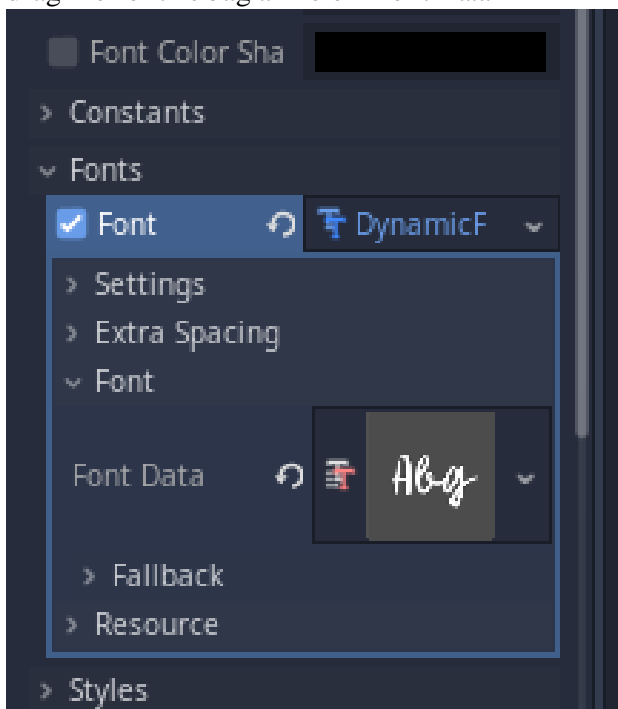 Font Color Sha
Constants
Fonts
Font DynamicF
Settings
Extra Spacing
Font
Font Data Abg
Fallback
Resource
Styles